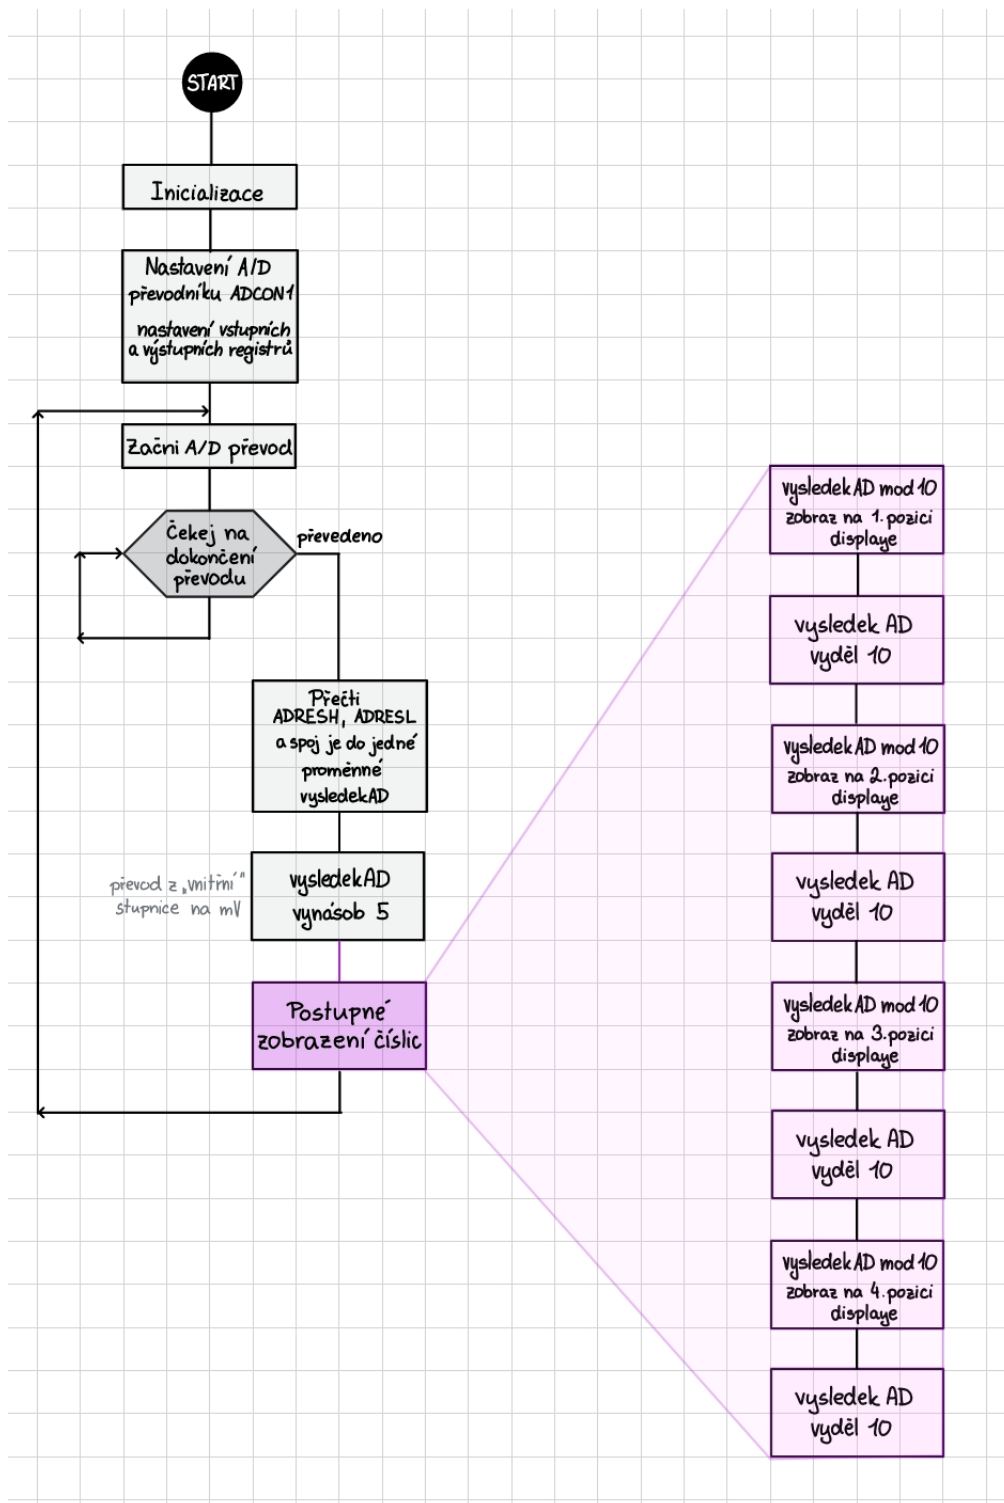 START
Inicializace
Nastavení A/D
převodníku ADCON1
nastavení vstupních
a výstupních registrů
Začni A/D převod
Čekej na
dokončení
převodu
převedeno
Přečti
ADRESH, ADRESL
a spoj je do jedné
proměnné
vysledekAD
převod z „vnitřní"
stupnice na mV
vysledekAD
vynásob 5
Postupné
zobrazení číslic
vysledekAD mod 10
zobraz na 1. pozici
displaye
vysledek AD
vyděl 10
vysledekAD mod 10
zobraz na 2. pozici
displaye
vysledek AD
vyděl 10
vysledekAD mod 10
zobraz na 3. pozici
displaye
vysledek AD
vyděl 10
vysledekAD mod 10
zobraz na 4. pozici
displaye
vysledek AD
vyděl 10